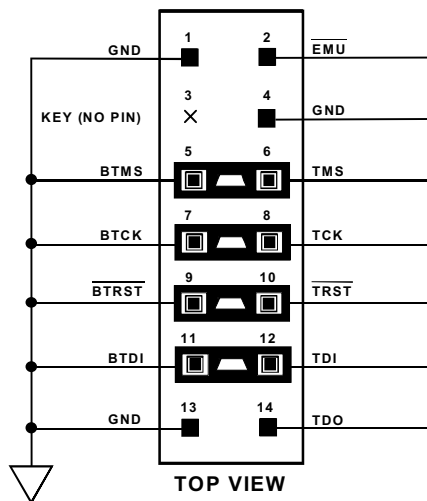 1 2
GND EMU
3 4
KEY (NO PIN) GND
5 6
BTMS TMS
7 8
BTCK TCK
9 10
BTRST TRST
11 12
BTDI TDI
13 14
GND TDO
TOP VIEW